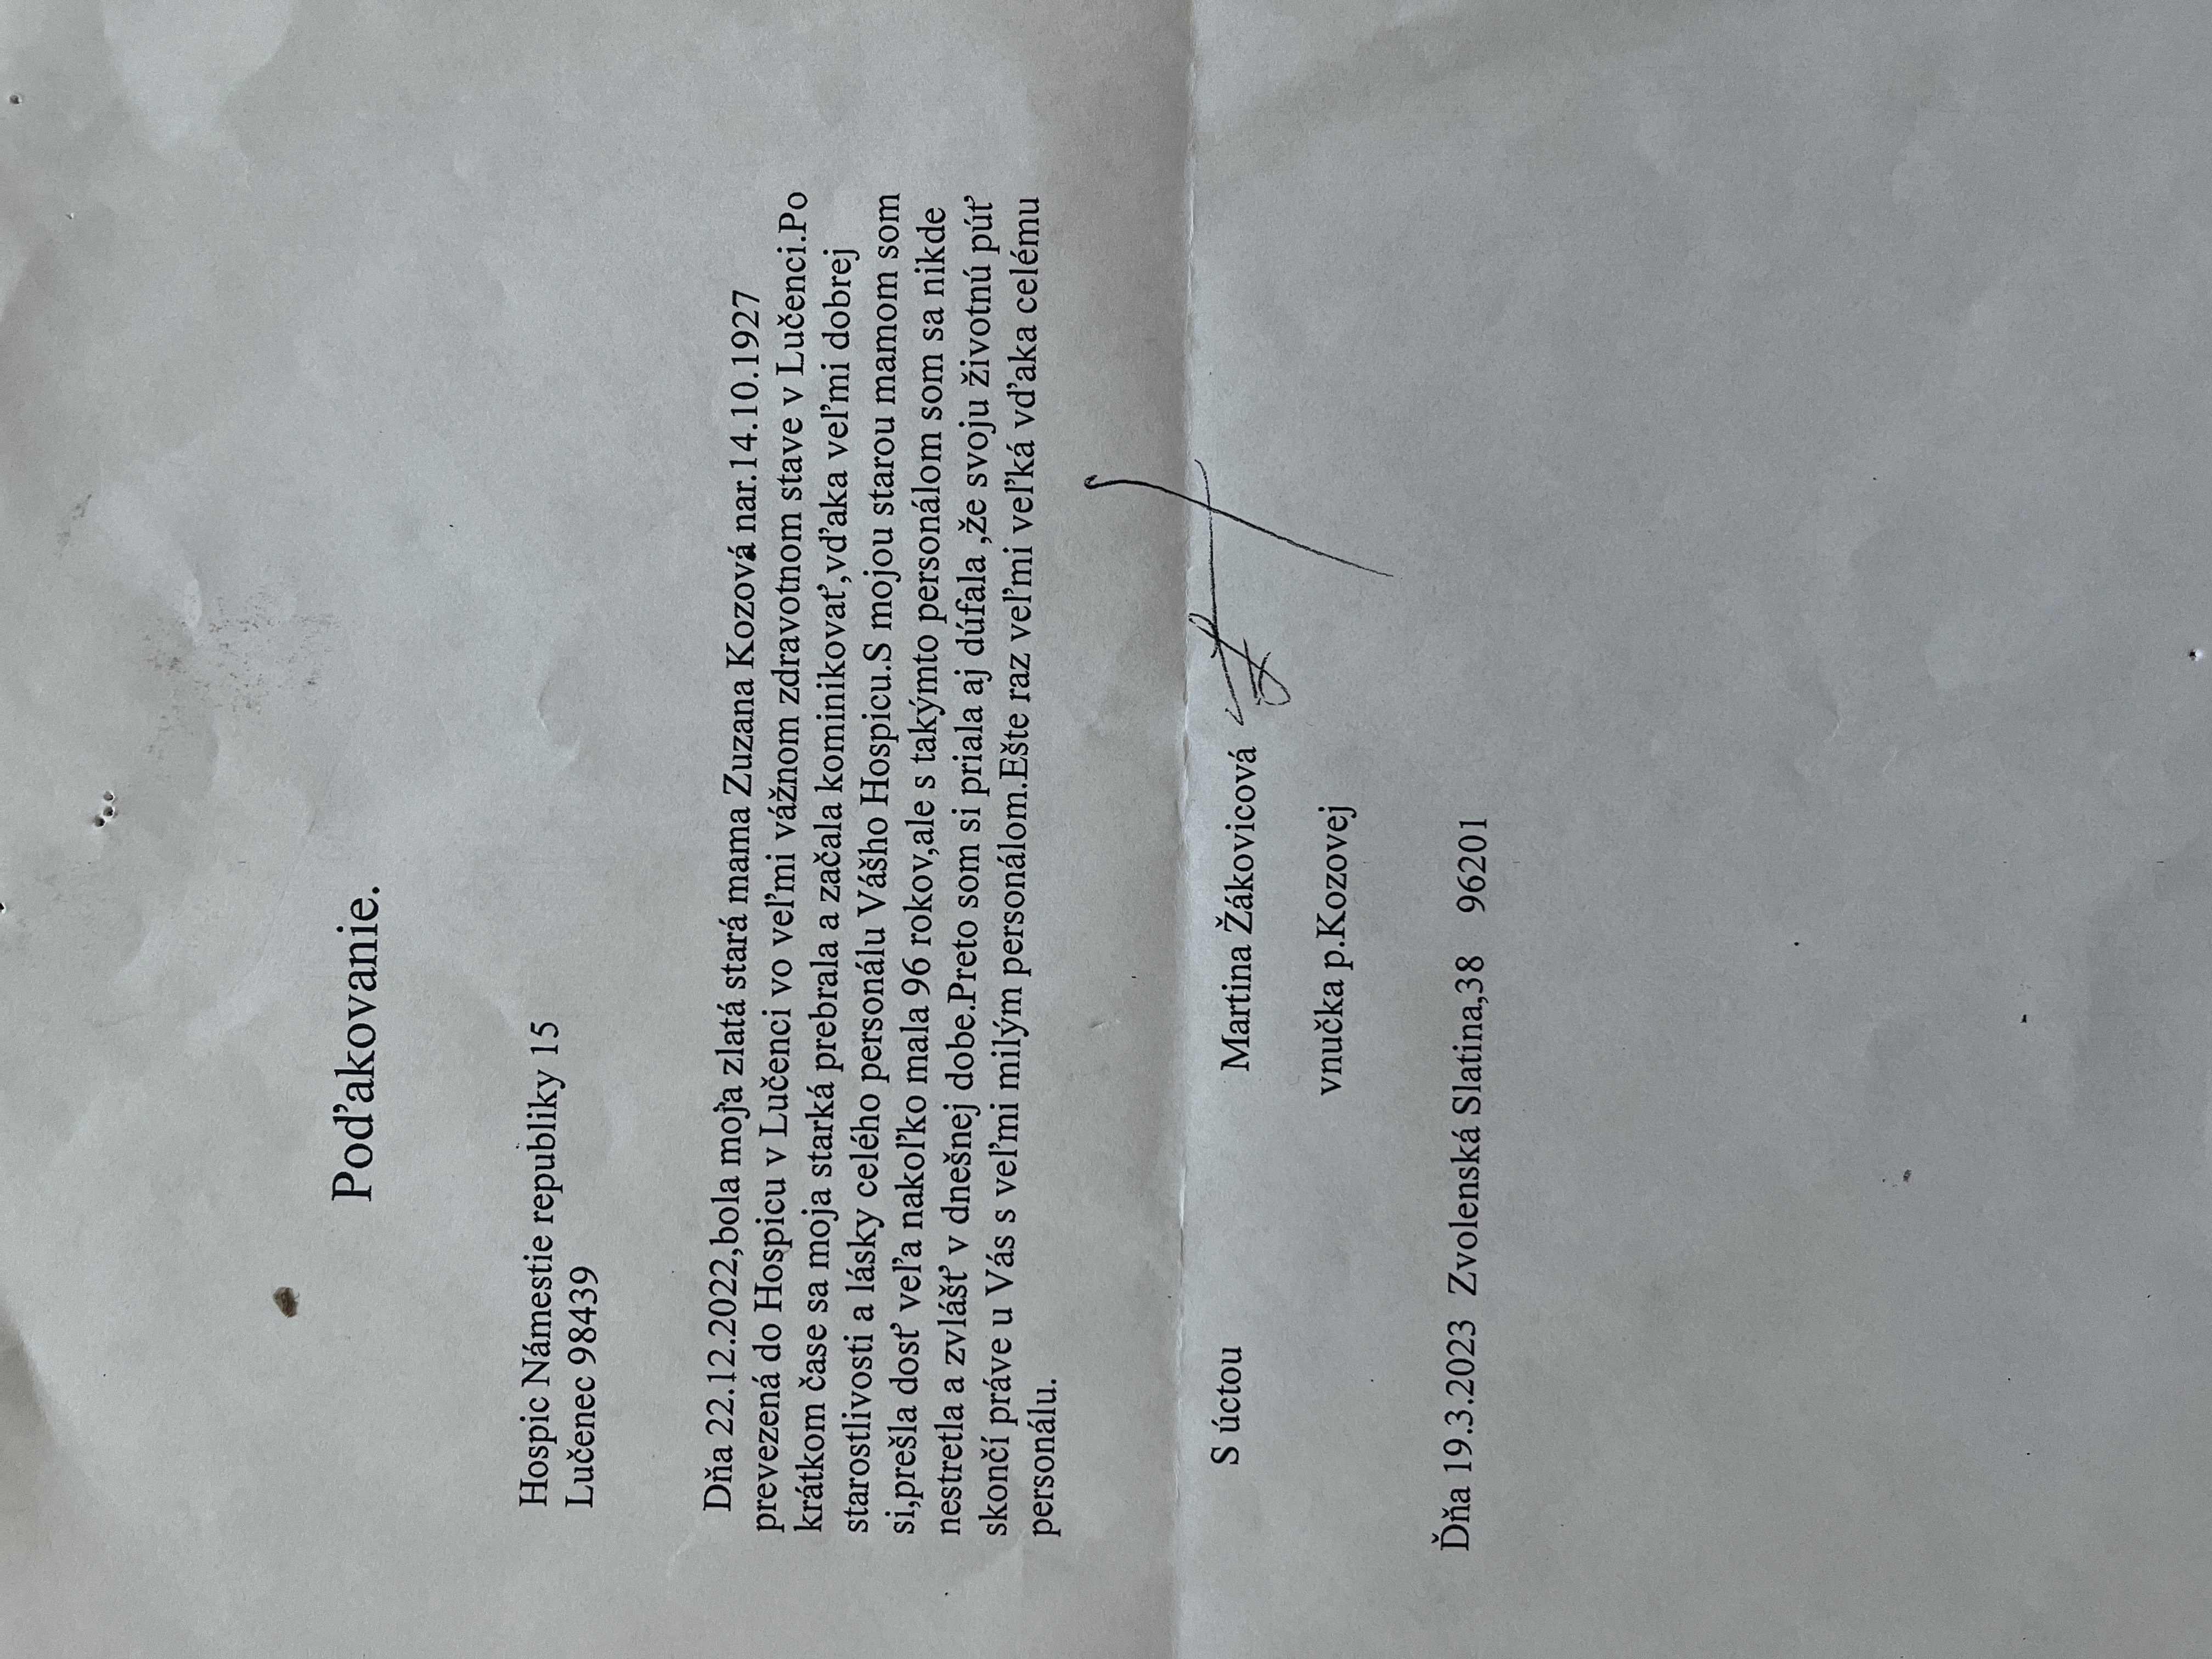 Poďakovanie.
Hospic Námestie republiky 15
Lučenec 98439
Dňa 22.12.2022,bola moja zlatá stará mama Zuzana Kozová nar.14.10.1927
prevezená do Hospicu v Lučenci vo veľmi vážnom zdravotnom stave v Lučenci.Po
krátkom čase sa moja starká prebrala a začala kominikovať,vďaka veľmi dobrej
starostlivosti a lásky celého personálu Vášho Hospicu.S mojou starou mamom som
si,prešla dosť veľa nakoľko mala 96 rokov,ale s takýmto personálom som sa nikde
nestretla a zvlášť v dnešnej dobe.Preto som si priala aj dúfala ,že svoju životnú púť
skončí práve u Vás s veľmi milým personálom.Ešte raz veľmi veľká vďaka celému
personálu.
S úctou Martina Žákovicová
vnučka p.Kozovej
Ďňa 19.3.2023 Zvolenská Slatina,38 96201